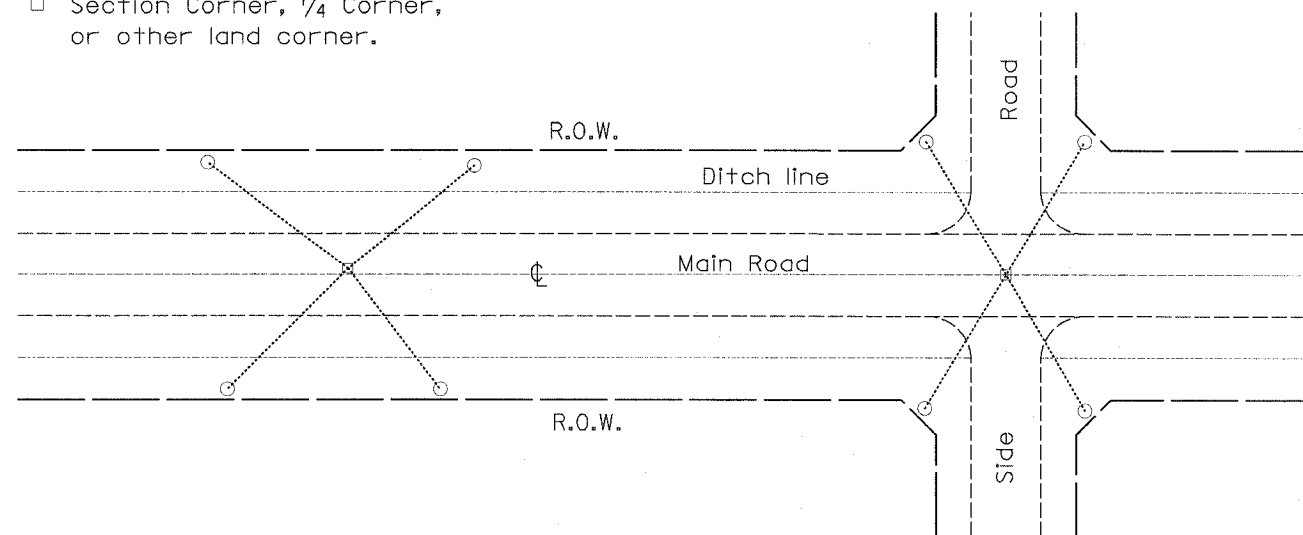 □ Section Corner, 1/4 Corner,
or other land corner.
Road
R.O.W.
Ditch line
Main Road
℄
R.O.W.
Side